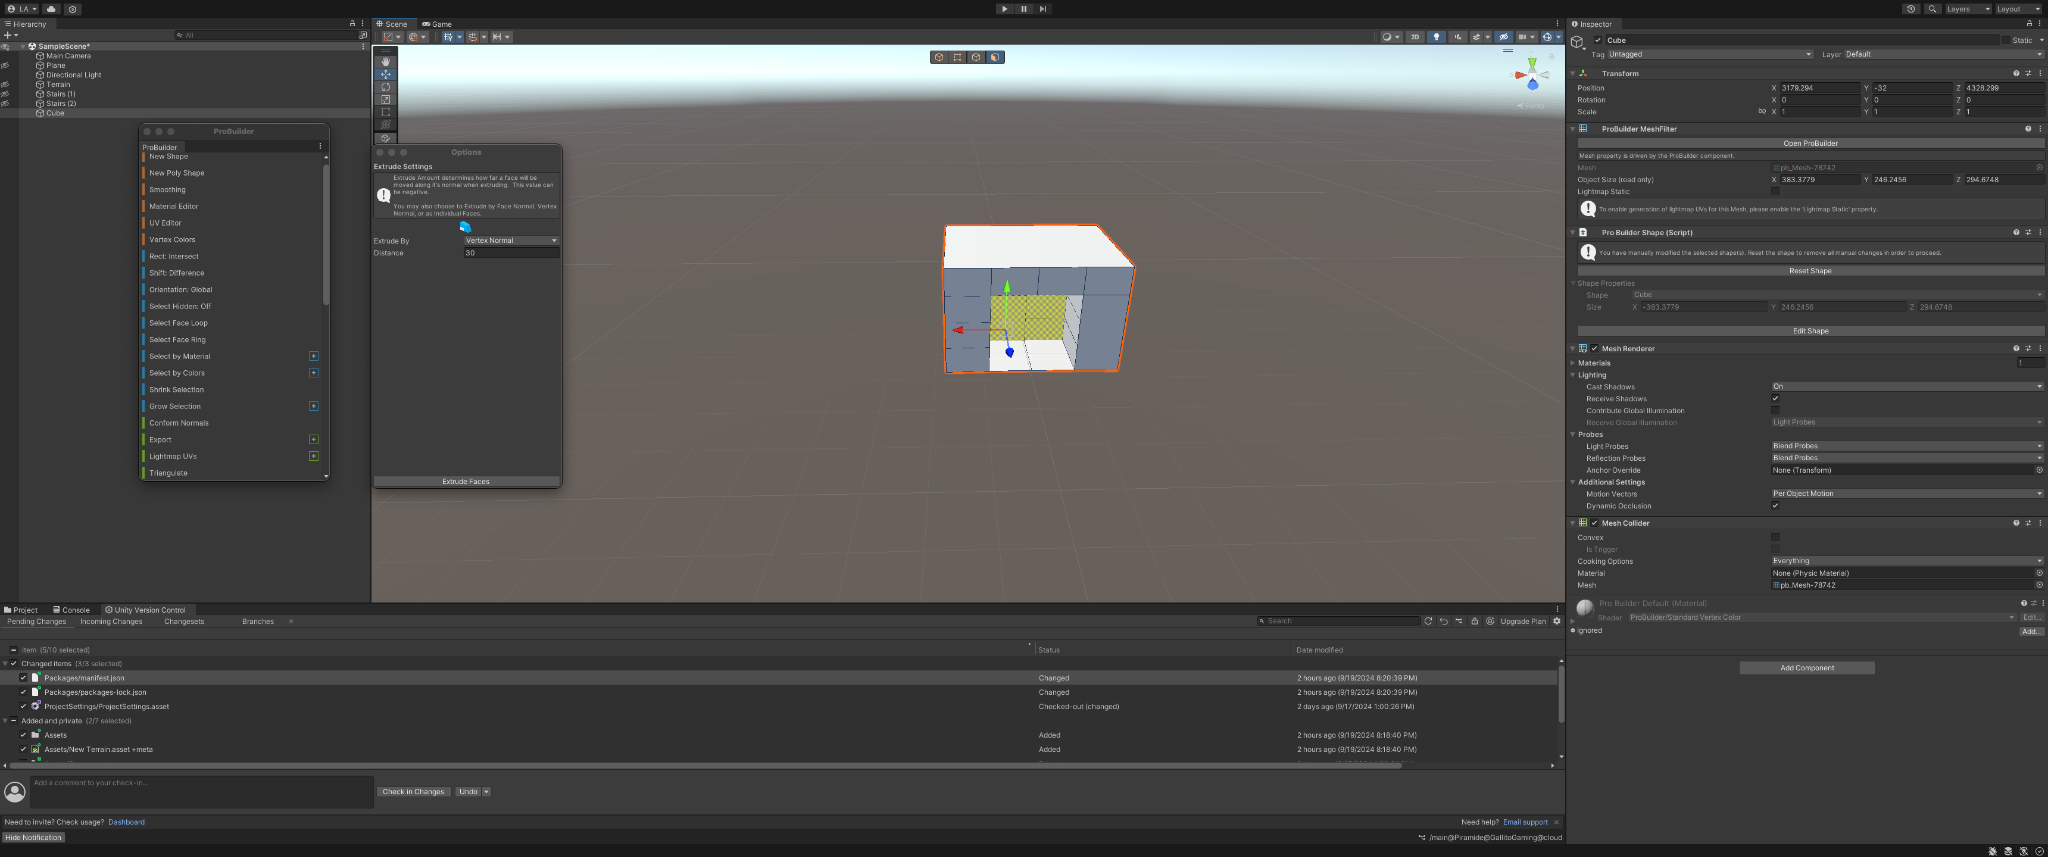 LA
Layers
Layout
Hierarchy
All
SampleScene*
Main Camera
Plane
Directional Light
Terrain
Stairs (1)
Stairs (2)
Cube
ProBuilder
ProBuilder
New Shape
New Poly Shape
Smoothing
Material Editor
UV Editor
Vertex Colors
Rect: Intersect
Shift: Difference
Orientation: Global
Select Hidden: Off
Select Face Loop
Select Face Ring
Select by Material
Select by Colors
Shrink Selection
Grow Selection
Conform Normals
Export
Lightmap UVs
Triangulate
Scene
Game
2D
Persp
Options
Extrude Settings
Extrude Amount determines how far a face will be
moved along it's normal when extruding. This value can
be negative.
You may also choose to Extrude by Face Normal, Vertex
Normal, or as Individual Faces.
Extrude By Vertex Normal
Distance 30
Extrude Faces
Inspector
Cube Static
Tag Untagged Layer Default
Transform
Position X 3179.294 Y -32 Z 4328.299
Rotation X 0 Y 0 Z 0
Scale X 1 Y 1 Z 1
ProBuilder MeshFilter
Open ProBuilder
Mesh property is driven by the ProBuilder component.
Mesh pb_Mesh-78742
Object Size (read only) X 383.3779 Y 246.2456 Z 294.6748
Lightmap Static
To enable generation of lightmap UVs for this Mesh, please enable the 'Lightmap Static' property.
Pro Builder Shape (Script)
You have manually modified the selected shape(s). Reset the shape to remove all manual changes in order to proceed.
Reset Shape
Shape Properties
Shape Cube
Size X -383.3779 Y 246.2456 Z 294.6748
Edit Shape
Mesh Renderer
Materials 1
Lighting
Cast Shadows On
Receive Shadows
Contribute Global Illumination
Receive Global Illumination Light Probes
Probes
Light Probes Blend Probes
Reflection Probes Blend Probes
Anchor Override None (Transform)
Additional Settings
Motion Vectors Per Object Motion
Dynamic Occlusion
Mesh Collider
Convex
Is Trigger
Cooking Options Everything
Material None (Physic Material)
Mesh pb_Mesh-78742
Pro Builder Default (Material)
Shader ProBuilder/Standard Vertex Color Edit...
Ignored Add...
Add Component
Project Console Unity Version Control
Pending Changes Incoming Changes Changesets Branches
Search
Upgrade Plan
Item (5/10 selected) Status Date modified
Changed items (3/3 selected)
Packages/manifest.json Changed 2 hours ago (9/19/2024 8:20:39 PM)
Packages/packages-lock.json Changed 2 hours ago (9/19/2024 8:20:39 PM)
ProjectSettings/ProjectSettings.asset Checked-out (changed) 2 days ago (9/17/2024 1:00:26 PM)
Added and private (2/7 selected)
Assets Added 2 hours ago (9/19/2024 8:18:40 PM)
Assets/New Terrain.asset +meta Added 2 hours ago (9/19/2024 8:18:40 PM)
Add a comment to your check-in...
Check in Changes Undo
Need to invite? Check usage? Dashboard
Need help? Email support
Hide Notification
/main@Piramide@GallitoGaming@cloud